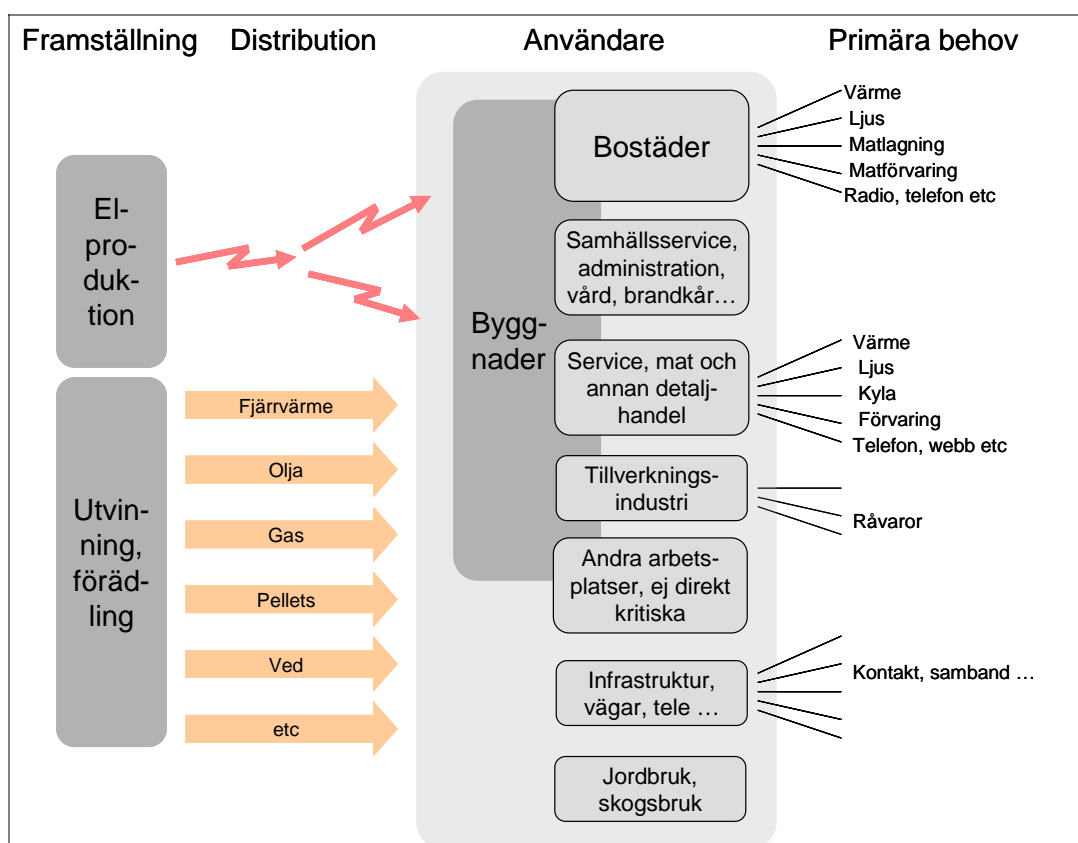 Framställning
Distribution
Användare
Primära behov
El-
pro-
duk-
tion
Utvin-
ning,
föräd-
ling
Fjärrvärme
Olja
Gas
Pellets
Ved
etc
Bygg-
nader
Bostäder
Samhällsservice,
administration,
vård, brandkår…
Service, mat och
annan detalj-
handel
Tillverknings-
industri
Andra arbets-
platser, ej direkt
kritiska
Infrastruktur,
vägar, tele …
Jordbruk,
skogsbruk
Värme
Ljus
Matlagning
Matförvaring
Radio, telefon etc
Värme
Ljus
Kyla
Förvaring
Telefon, webb etc
Råvaror
Kontakt, samband …